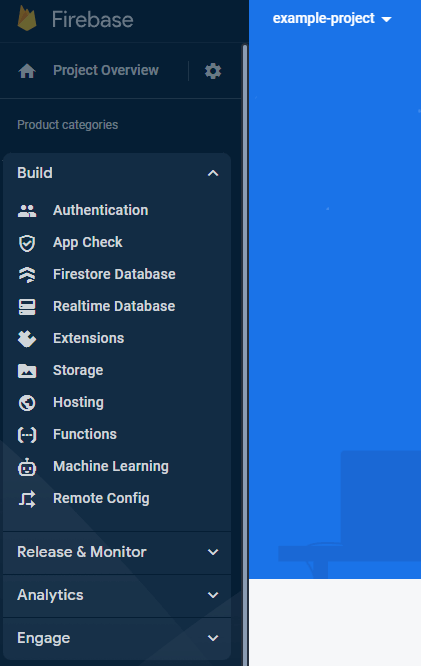 Firebase
example-project
Project Overview
Product categories
Build
Authentication
App Check
Firestore Database
Realtime Database
Extensions
Storage
Hosting
Functions
Machine Learning
Remote Config
Release & Monitor
Analytics
Engage